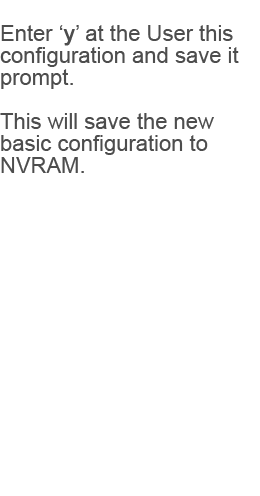 Enter ‘y’ at the User this
configuration and save it
prompt.
This will save the new
basic configuration to
NVRAM.